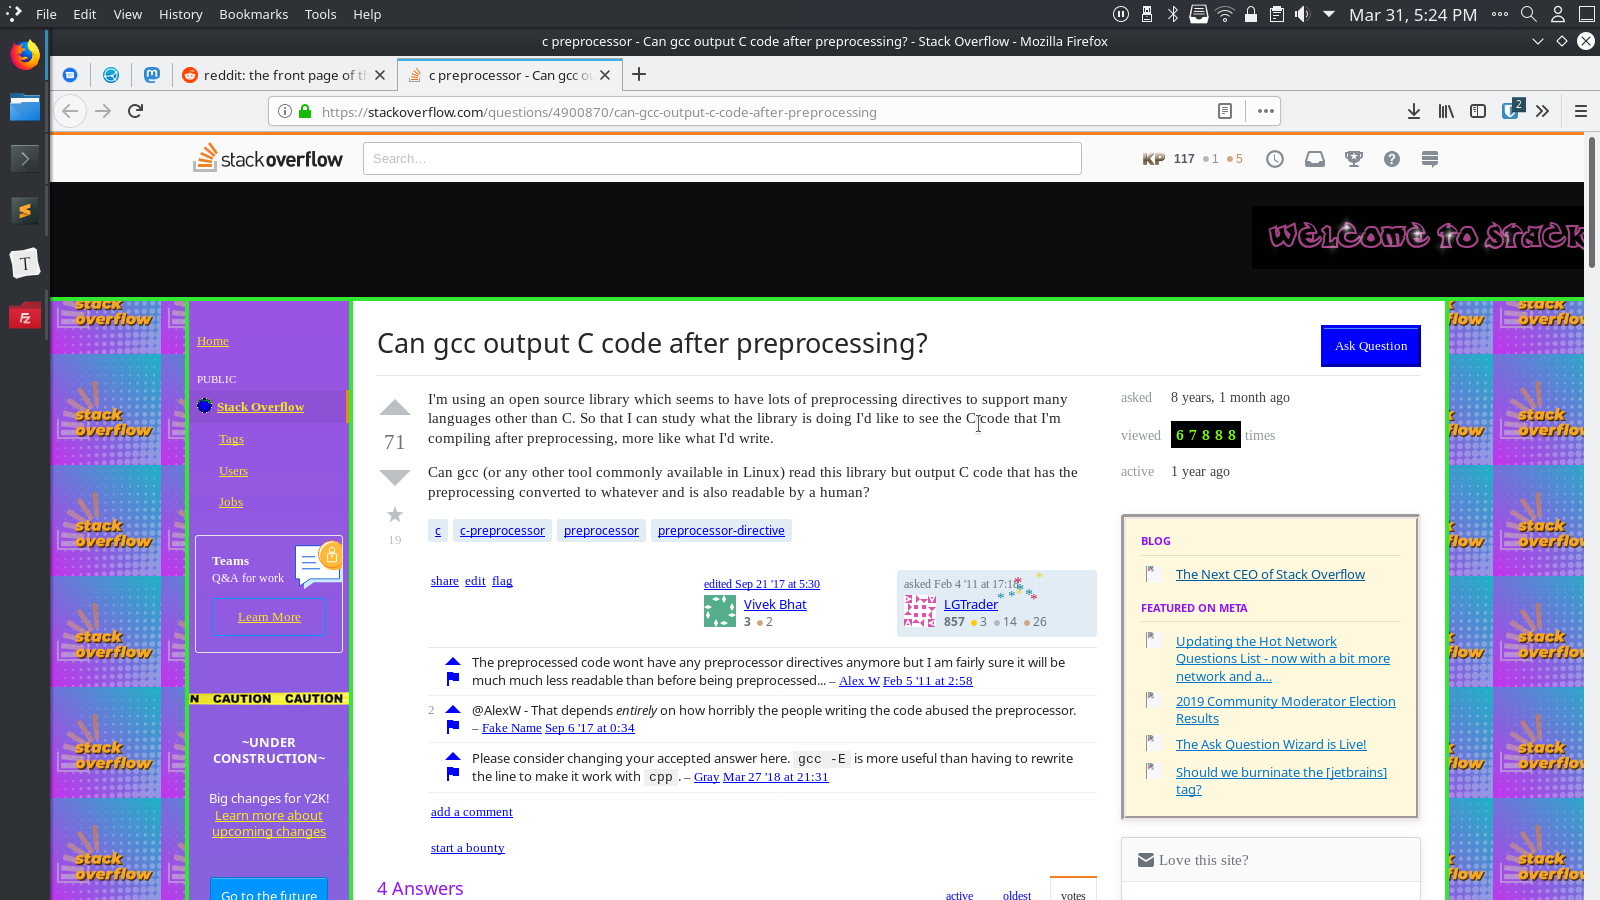 File Edit View History Bookmarks Tools Help
Mar 31, 5:24 PM
c preprocessor - Can gcc output C code after preprocessing? - Stack Overflow - Mozilla Firefox
reddit: the front page of th
c preprocessor - Can gcc ou
https://stackoverflow.com/questions/4900870/can-gcc-output-c-code-after-preprocessing
2
stackoverflow
Search...
KP 117 1 5
WELCOME TO STACK
Home
PUBLIC
Stack Overflow
Tags
Users
Jobs
Teams
Q&A for work
Learn More
N CAUTION CAUTION
~UNDER
CONSTRUCTION~
Big changes for Y2K!
Learn more about
upcoming changes
Go to the future
Can gcc output C code after preprocessing?
Ask Question
71
19
I'm using an open source library which seems to have lots of preprocessing directives to support many
languages other than C. So that I can study what the library is doing I'd like to see the C code that I'm
compiling after preprocessing, more like what I'd write.
Can gcc (or any other tool commonly available in Linux) read this library but output C code that has the
preprocessing converted to whatever and is also readable by a human?
c c-preprocessor preprocessor preprocessor-directive
share edit flag
edited Sep 21 '17 at 5:30
Vivek Bhat
3 2
asked Feb 4 '11 at 17:18
LGTrader
857 3 14 26
The preprocessed code wont have any preprocessor directives anymore but I am fairly sure it will be
much much less readable than before being preprocessed... – Alex W Feb 5 '11 at 2:58
2 @AlexW - That depends entirely on how horribly the people writing the code abused the preprocessor.
– Fake Name Sep 6 '17 at 0:34
Please consider changing your accepted answer here. gcc -E is more useful than having to rewrite
the line to make it work with cpp . – Gray Mar 27 '18 at 21:31
add a comment
start a bounty
4 Answers
active oldest votes
asked 8 years, 1 month ago
viewed 67888 times
active 1 year ago
BLOG
The Next CEO of Stack Overflow
FEATURED ON META
Updating the Hot Network
Questions List - now with a bit more
network and a...
2019 Community Moderator Election
Results
The Ask Question Wizard is Live!
Should we burninate the [jetbrains]
tag?
Love this site?
stack
overflow